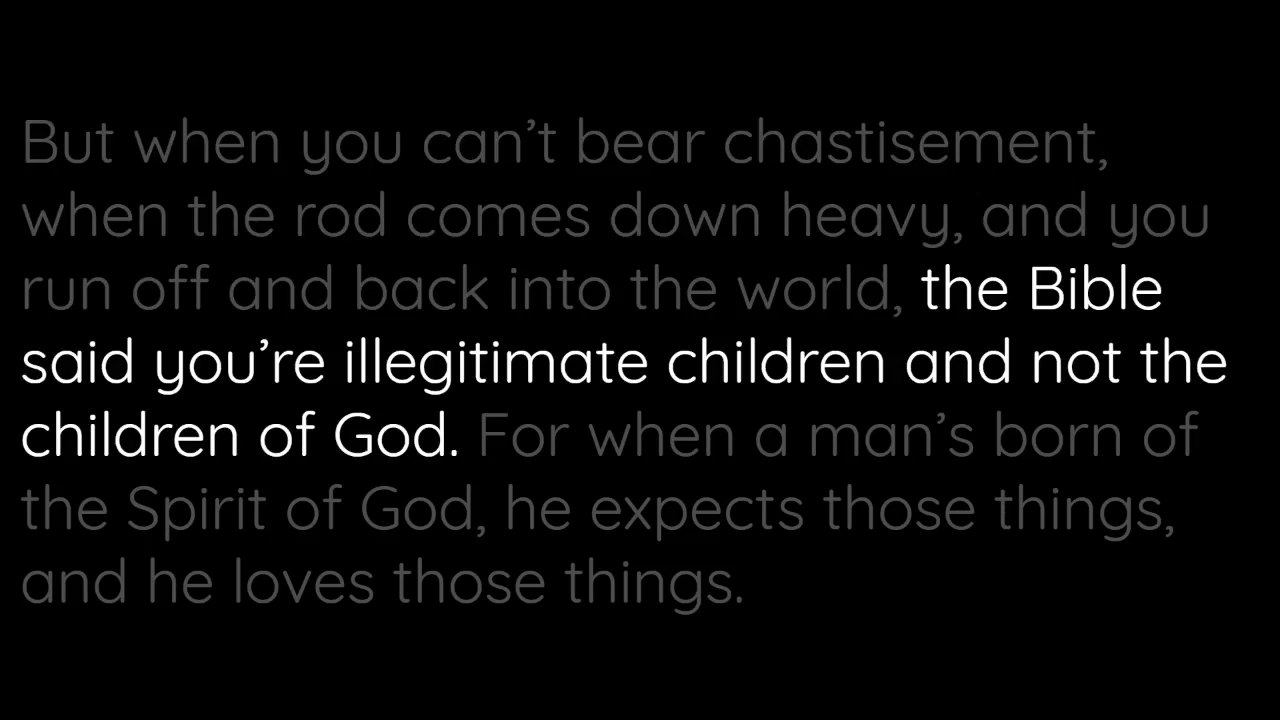 But when you can’t bear chastisement,
when the rod comes down heavy, and you
run off and back into the world, the Bible
said you’re illegitimate children and not the
children of God. For when a man’s born of
the Spirit of God, he expects those things,
and he loves those things.